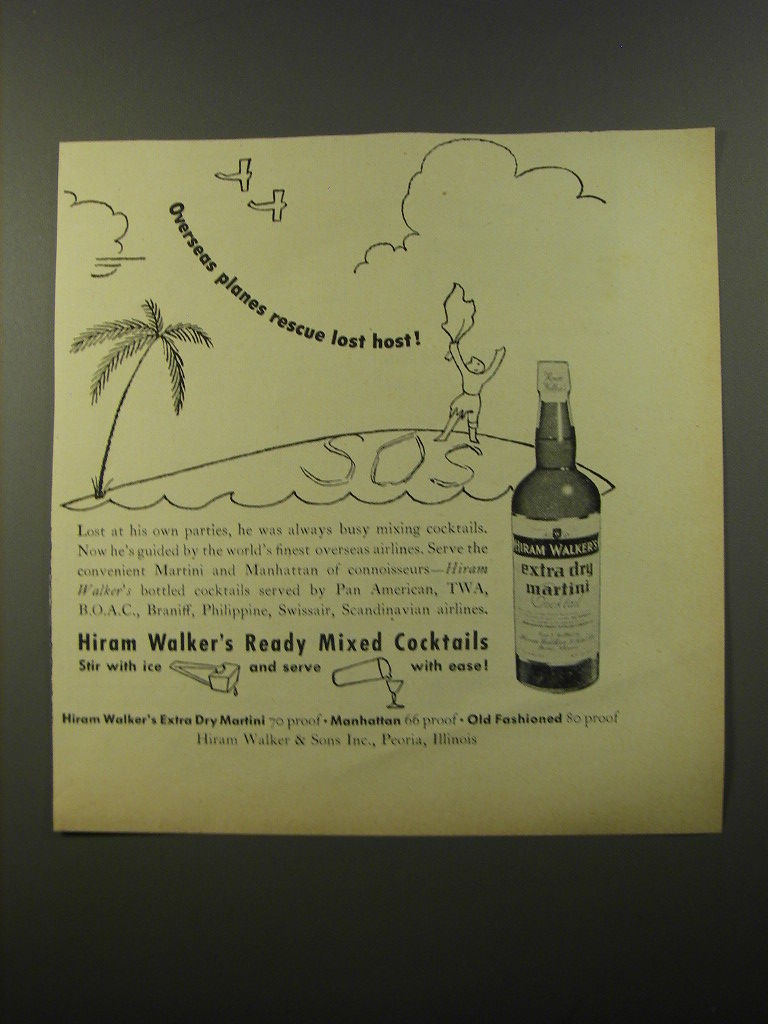 Overseas planes rescue lost host!
SOS
HIRAM WALKER'S
extra dry
martini
Cocktail
Lost at his own parties, he was always busy mixing cocktails.
Now he's guided by the world's finest overseas airlines. Serve the
convenient Martini and Manhattan of connoisseurs—Hiram
Walker's bottled cocktails served by Pan American, TWA,
B.O.A.C., Braniff, Philippine, Swissair, Scandinavian airlines.
Hiram Walker's Ready Mixed Cocktails
Stir with ice and serve with ease!
Hiram Walker's Extra Dry Martini 70 proof • Manhattan 66 proof • Old Fashioned 80 proof
Hiram Walker & Sons Inc., Peoria, Illinois